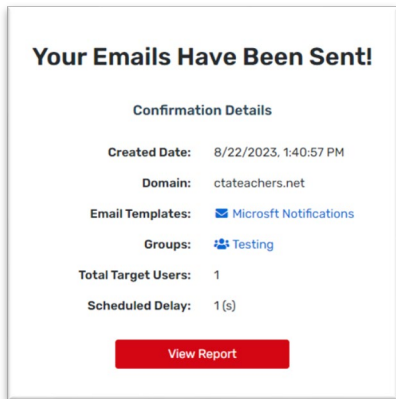 Your Emails Have Been Sent!
Confirmation Details
Created Date: 8/22/2023, 1:40:57 PM
Domain: ctateachers.net
Email Templates: Microsft Notifications
Groups: Testing
Total Target Users: 1
Scheduled Delay: 1 (s)
View Report